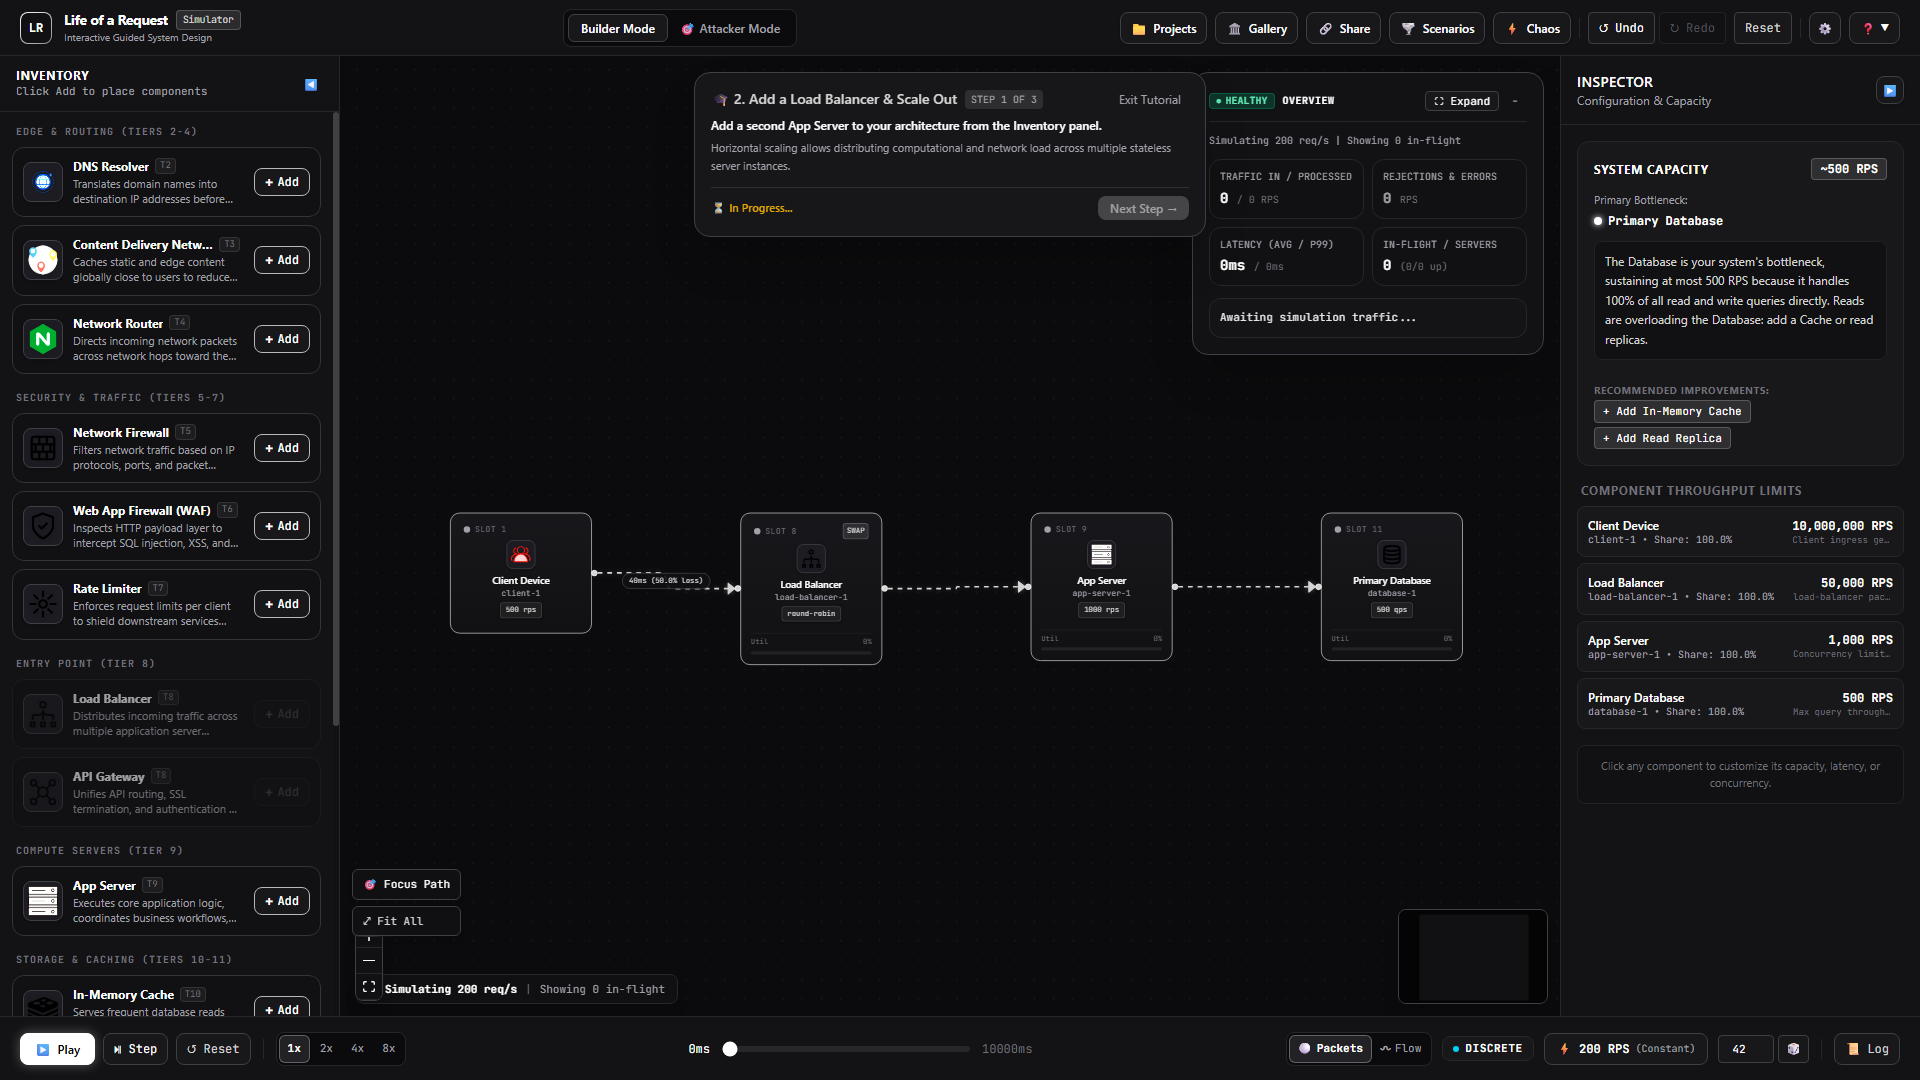 LR
Life of a Request Simulator
Interactive Guided System Design
Builder Mode
Attacker Mode
Projects
Gallery
Share
Scenarios
Chaos
↺ Undo
↻ Redo
Reset
INVENTORY
Click Add to place components
EDGE & ROUTING (TIERS 2-4)
DNS Resolver T2
Translates domain names into
destination IP addresses before...
+ Add
Content Delivery Netw... T3
Caches static and edge content
globally close to users to reduce...
+ Add
Network Router T4
Directs incoming network packets
across network hops toward the...
+ Add
SECURITY & TRAFFIC (TIERS 5-7)
Network Firewall T5
Filters network traffic based on IP
protocols, ports, and packet...
+ Add
Web App Firewall (WAF) T6
Inspects HTTP payload layer to
intercept SQL injection, XSS, and...
+ Add
Rate Limiter T7
Enforces request limits per client
to shield downstream services...
+ Add
ENTRY POINT (TIER 8)
Load Balancer T8
Distributes incoming traffic across
multiple application server...
+ Add
API Gateway T8
Unifies API routing, SSL
termination, and authentication ...
+ Add
COMPUTE SERVERS (TIER 9)
App Server T9
Executes core application logic,
coordinates business workflows,...
+ Add
STORAGE & CACHING (TIERS 10-11)
In-Memory Cache T10
Serves frequent database reads
+ Add
2. Add a Load Balancer & Scale Out STEP 1 OF 3 Exit Tutorial
Add a second App Server to your architecture from the Inventory panel.
Horizontal scaling allows distributing computational and network load across multiple stateless
server instances.
In Progress...
Next Step →
HEALTHY OVERVIEW
Expand -
Simulating 200 req/s | Showing 0 in-flight
TRAFFIC IN / PROCESSED
0 / 0 RPS
REJECTIONS & ERRORS
0 RPS
LATENCY (AVG / P99)
0ms / 0ms
IN-FLIGHT / SERVERS
0 (0/0 up)
Awaiting simulation traffic...
SLOT 1
Client Device
client-1
500 rps
40ms (50.0% loss)
SLOT 8 SWAP
Load Balancer
load-balancer-1
round-robin
Util 0%
SLOT 9
App Server
app-server-1
1000 rps
Util 0%
SLOT 11
Primary Database
database-1
500 qps
Util 0%
Focus Path
Fit All
Simulating 200 req/s | Showing 0 in-flight
INSPECTOR
Configuration & Capacity
SYSTEM CAPACITY ~500 RPS
Primary Bottleneck:
Primary Database
The Database is your system's bottleneck,
sustaining at most 500 RPS because it handles
100% of all read and write queries directly. Reads
are overloading the Database: add a Cache or read
replicas.
RECOMMENDED IMPROVEMENTS:
+ Add In-Memory Cache
+ Add Read Replica
COMPONENT THROUGHPUT LIMITS
Client Device 10,000,000 RPS
client-1 • Share: 100.0% Client ingress ge…
Load Balancer 50,000 RPS
load-balancer-1 • Share: 100.0% load-balancer pac…
App Server 1,000 RPS
app-server-1 • Share: 100.0% Concurrency limit…
Primary Database 500 RPS
database-1 • Share: 100.0% Max query through…
Click any component to customize its capacity, latency, or
concurrency.
Play
Step
↺ Reset
1x 2x 4x 8x
0ms 10000ms
Packets
Flow
DISCRETE
200 RPS (Constant)
42
Log